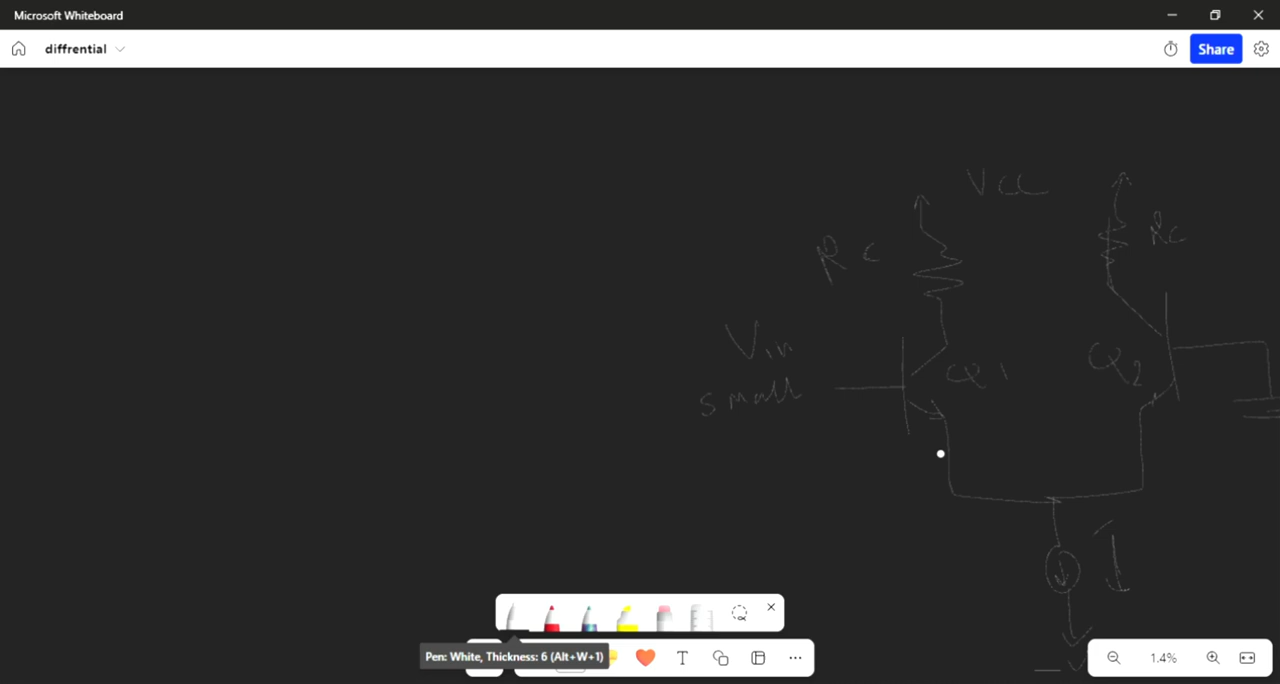 Microsoft Whiteboard
diffrential
Share
VCC
RC
RC
Vin
small
Q1
Q2
I
Pen: White, Thickness: 6 (Alt+W+1)
T
1.4%